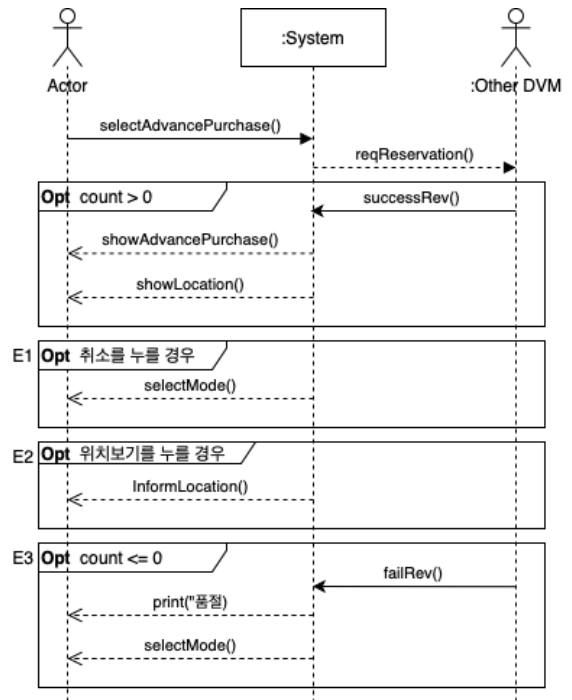 :System
Actor
:Other DVM
selectAdvancePurchase()
reqReservation()
Opt count > 0
successRev()
showAdvancePurchase()
showLocation()
E1 Opt 취소를 누를 경우
selectMode()
E2 Opt 위치보기를 누를 경우
InformLocation()
E3 Opt count <= 0
failRev()
print("품절)
selectMode()